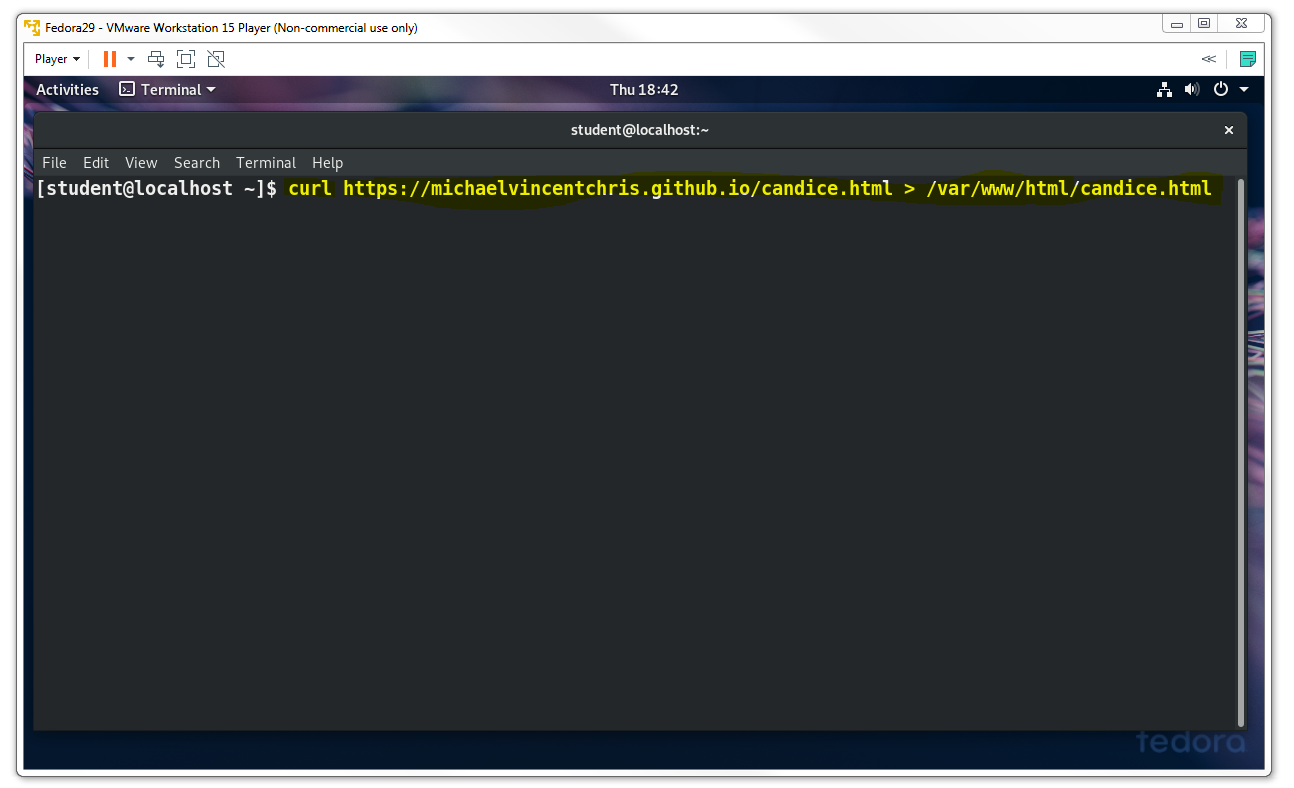 Fedora29 - VMware Workstation 15 Player (Non-commercial use only)
Player
Activities Terminal Thu 18:42
student@localhost:~
File Edit View Search Terminal Help
[student@localhost ~]$ curl https://michaelvincentchris.github.io/candice.html > /var/www/html/candice.html
fedora